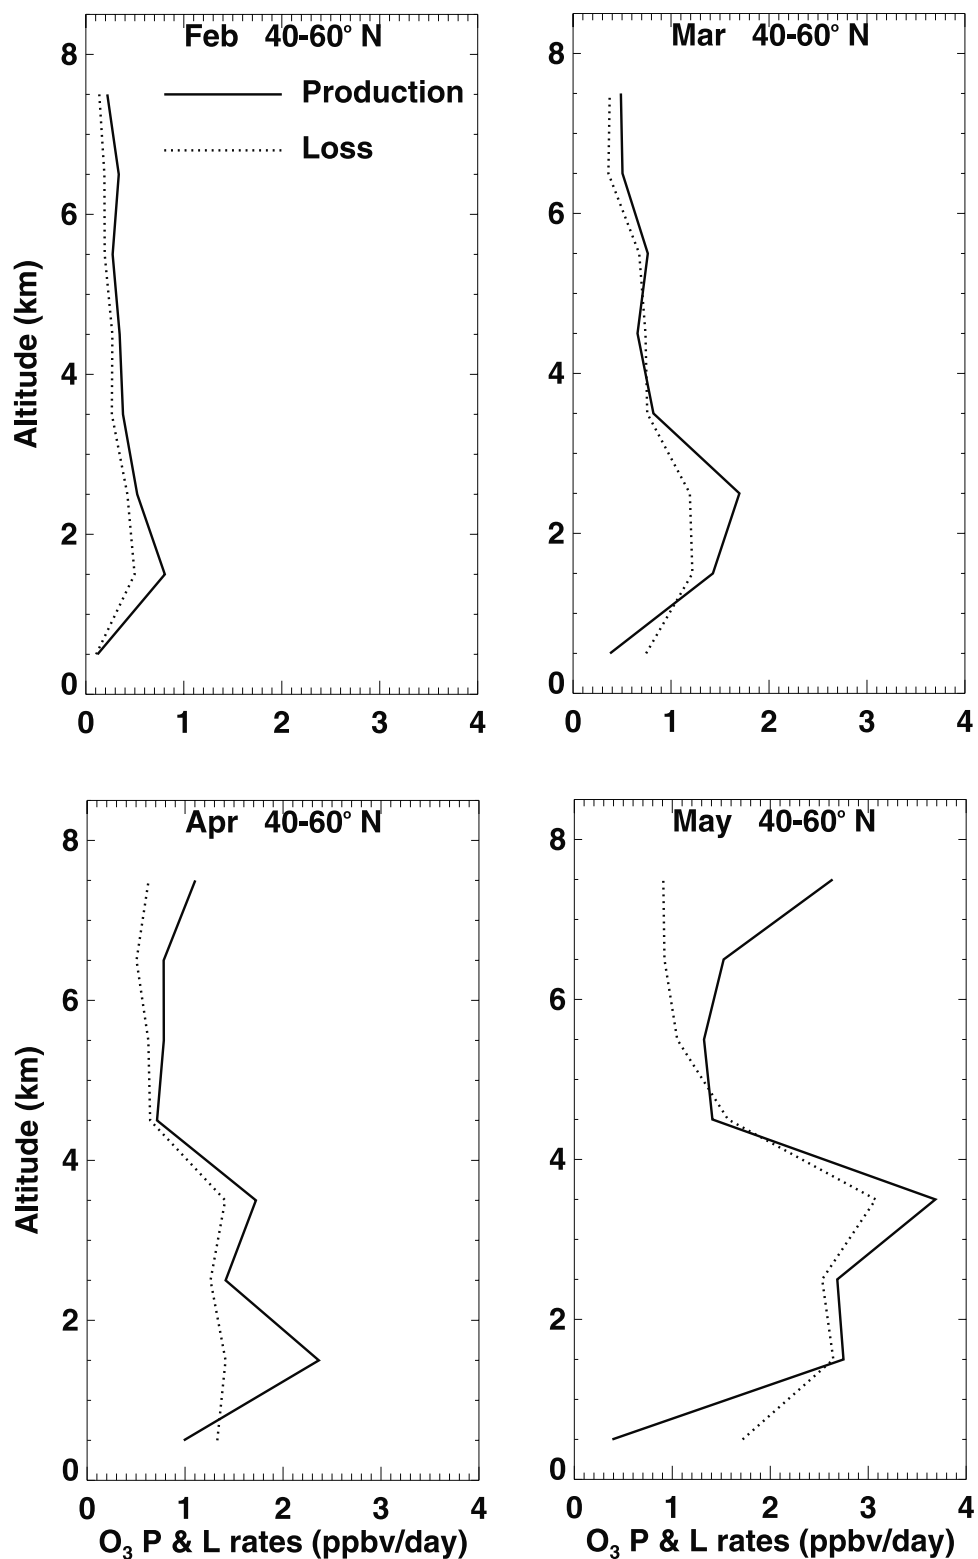 Feb 40-60° N
Production
Loss
8
6
4
2
0
0 1 2 3 4
Altitude (km)
Mar 40-60° N
8
6
4
2
0
0 1 2 3 4
Apr 40-60° N
8
6
4
2
0
0 1 2 3 4
Altitude (km)
O₃ P & L rates (ppbv/day)
May 40-60° N
8
6
4
2
0
0 1 2 3 4
O₃ P & L rates (ppbv/day)